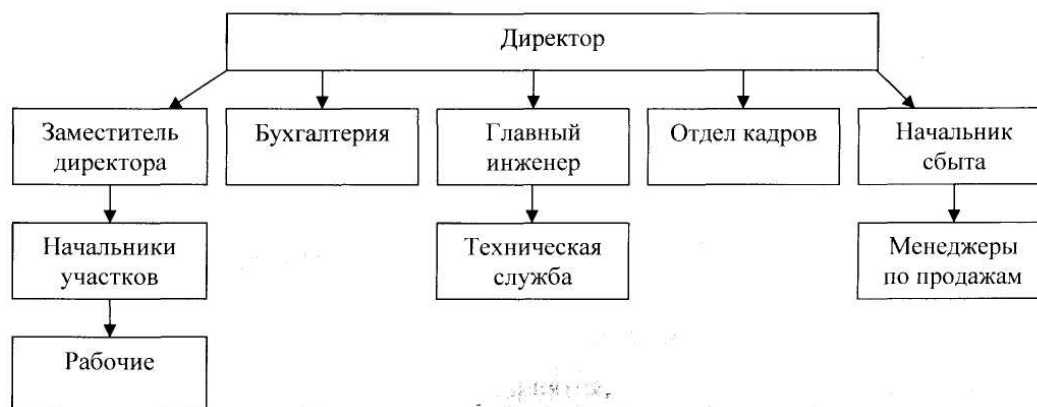 Директор
Заместитель
директора
Бухгалтерия
Главный
инженер
Отдел кадров
Начальник
сбыта
Начальники
участков
Техническая
служба
Менеджеры
по продажам
Рабочие